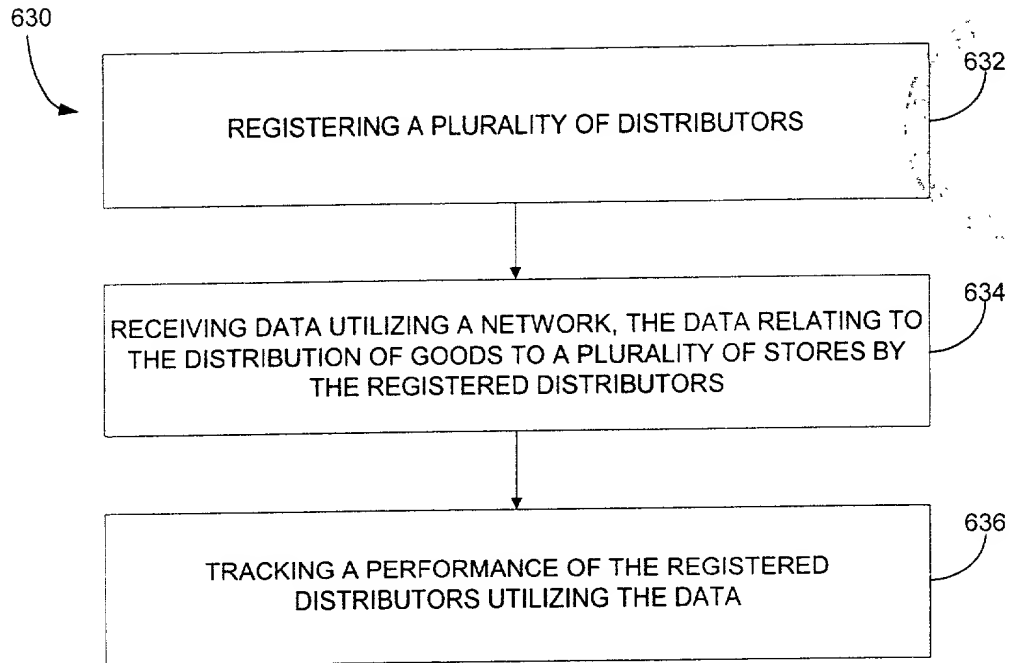 630
632
REGISTERING A PLURALITY OF DISTRIBUTORS
634
RECEIVING DATA UTILIZING A NETWORK, THE DATA RELATING TO
THE DISTRIBUTION OF GOODS TO A PLURALITY OF STORES BY
THE REGISTERED DISTRIBUTORS
636
TRACKING A PERFORMANCE OF THE REGISTERED
DISTRIBUTORS UTILIZING THE DATA